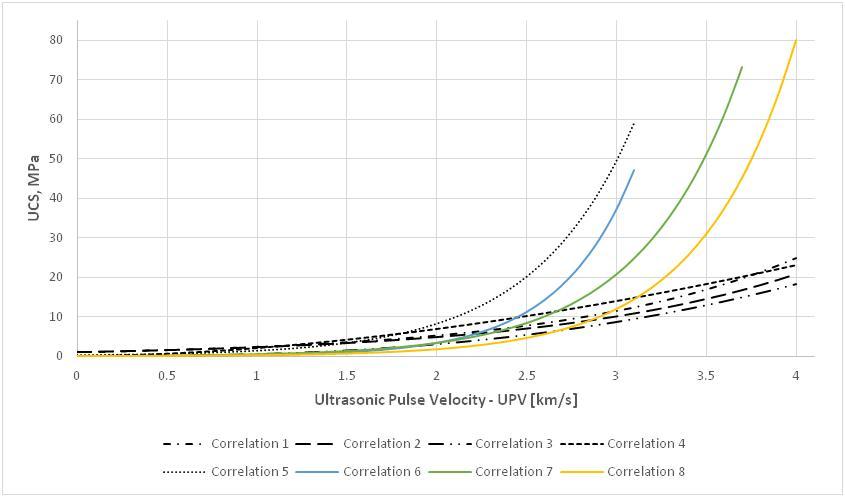 80
70
60
50
40
30
20
10
0
UCS, MPa
0 0.5 1 1.5 2 2.5 3 3.5 4
Ultrasonic Pulse Velocity - UPV [km/s]
Correlation 1 Correlation 2 Correlation 3 Correlation 4
Correlation 5 Correlation 6 Correlation 7 Correlation 8